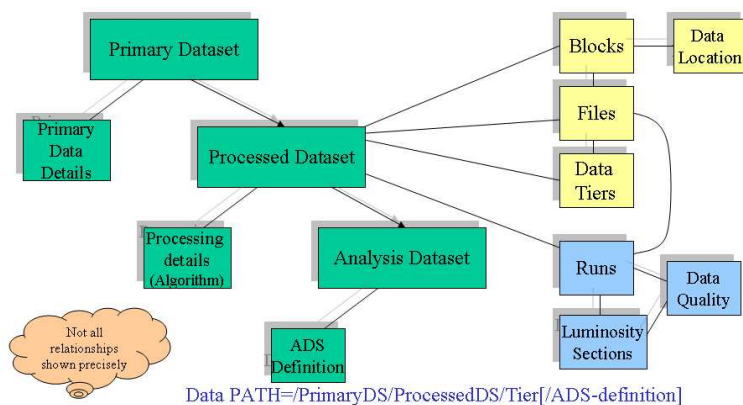 Primary Dataset
Blocks
Data
Location
Primary
Data
Details
Processed Dataset
Files
Data
Tiers
Processing
details
(Algorithm)
Analysis Dataset
Runs
Data
Quality
Not all
relationships
shown precisely
ADS
Definition
Luminosity
Sections
Data PATH=/PrimaryDS/ProcessedDS/Tier[/ADS-definition]